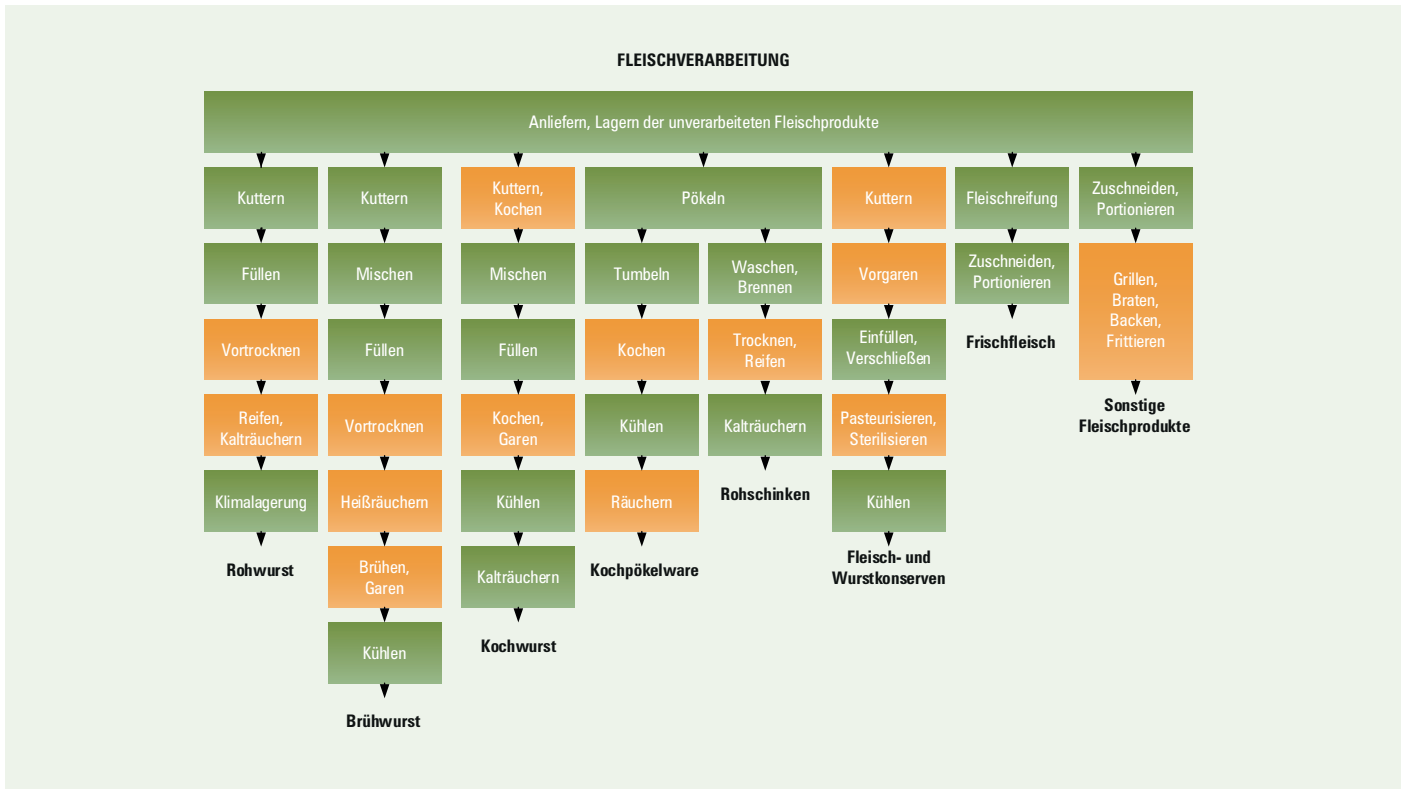 FLEISCHVERARBEITUNG
Anliefern, Lagern der unverarbeiteten Fleischprodukte
Kuttern
Füllen
Vortrocknen
Reifen,
Kalträuchern
Klimalagerung
Rohwurst
Kuttern
Mischen
Füllen
Vortrocknen
Heißräuchern
Brühen,
Garen
Kühlen
Brühwurst
Kuttern,
Kochen
Mischen
Füllen
Kochen,
Garen
Kühlen
Kalträuchern
Kochwurst
Pökeln
Tumbeln
Kochen
Kühlen
Räuchern
Kochpökelware
Waschen,
Brennen
Trocknen,
Reifen
Kalträuchern
Rohschinken
Kuttern
Vorgaren
Einfüllen,
Verschließen
Pasteurisieren,
Sterilisieren
Kühlen
Fleisch- und
Wurstkonserven
Fleischreifung
Zuschneiden,
Portionieren
Frischfleisch
Zuschneiden,
Portionieren
Grillen,
Braten,
Backen,
Frittieren
Sonstige
Fleischprodukte